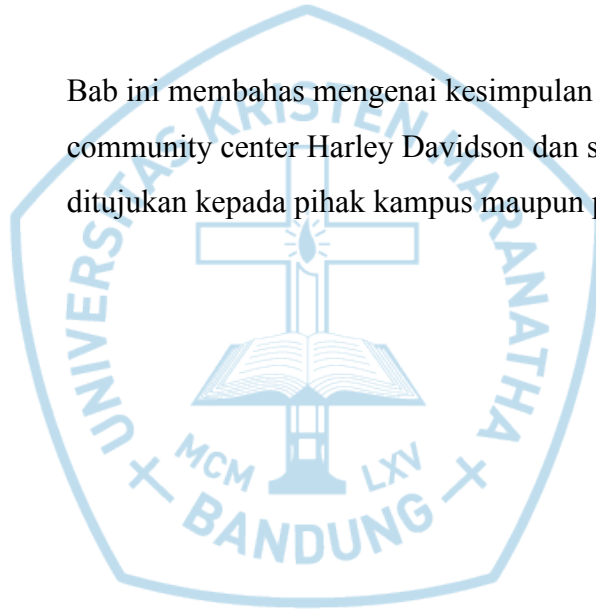 Bab ini membahas mengenai kesimpulan
community center Harley Davidson dan s
ditujukan kepada pihak kampus maupun p
UNIVERSITAS KRISTEN MARANATHA
MCM LXV
BANDUNG